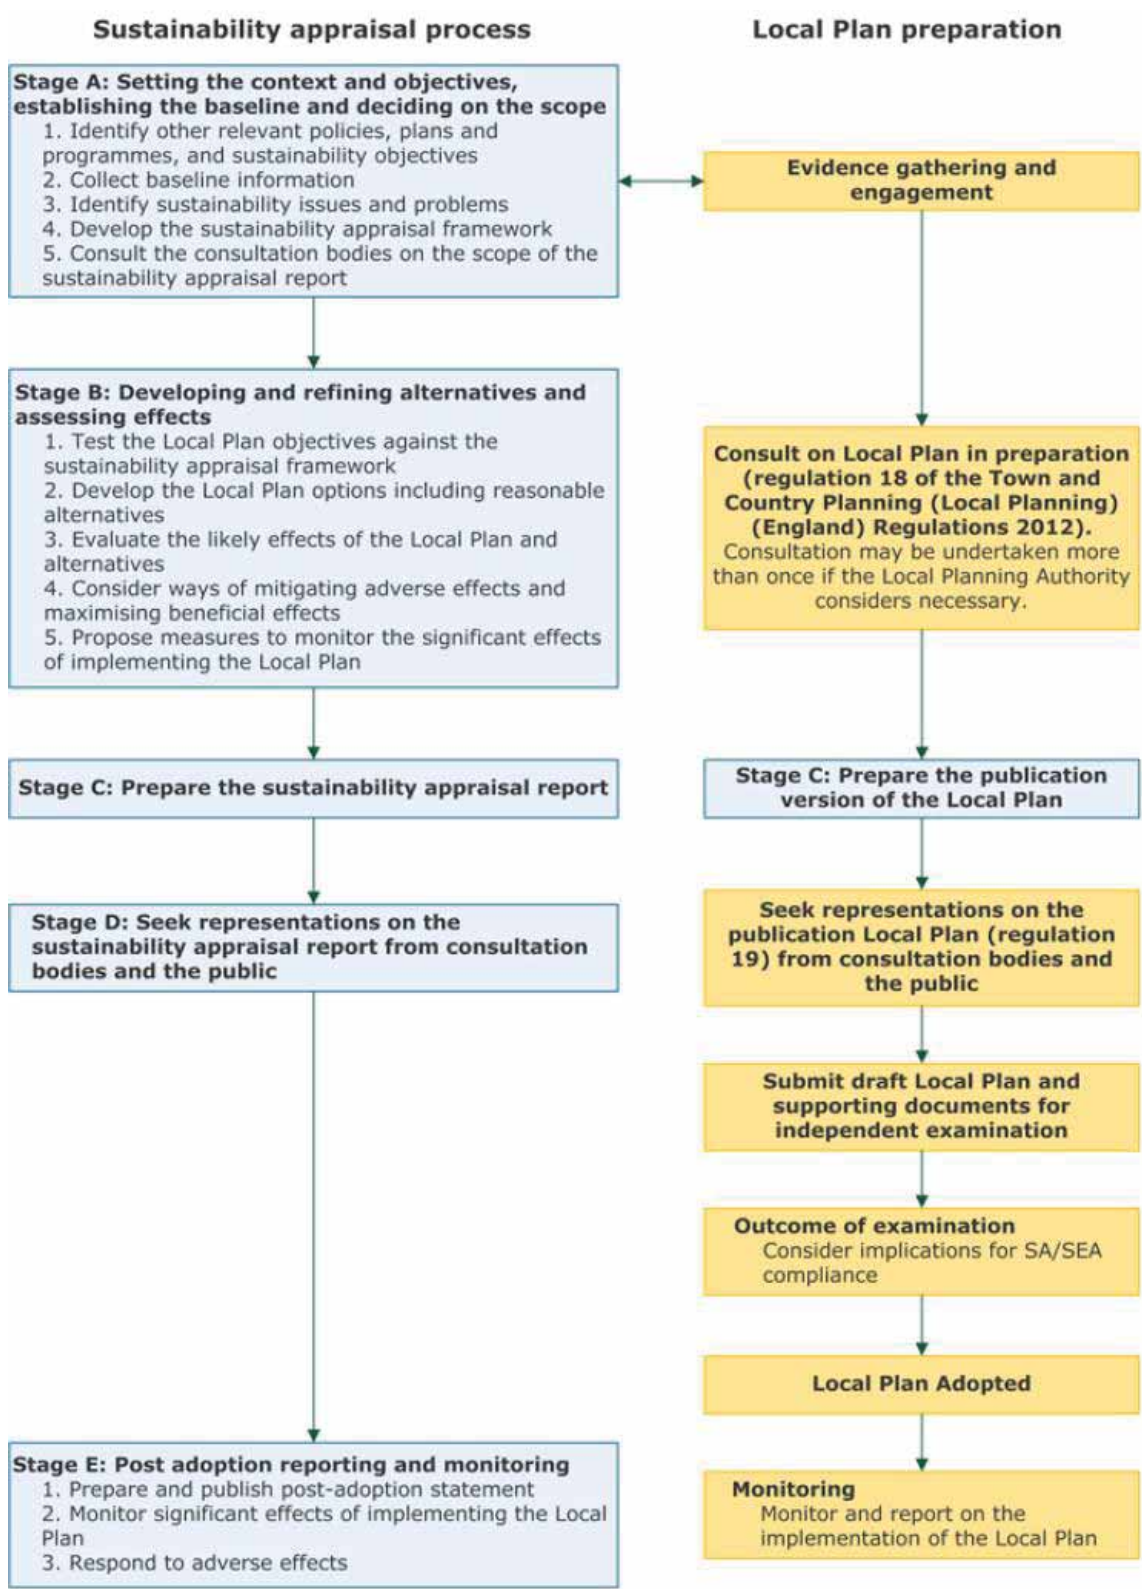 Sustainability appraisal process
Stage A: Setting the context and objectives,
establishing the baseline and deciding on the scope
1. Identify other relevant policies, plans and
programmes, and sustainability objectives
2. Collect baseline information
3. Identify sustainability issues and problems
4. Develop the sustainability appraisal framework
5. Consult the consultation bodies on the scope of the
sustainability appraisal report
Stage B: Developing and refining alternatives and
assessing effects
1. Test the Local Plan objectives against the
sustainability appraisal framework
2. Develop the Local Plan options including reasonable
alternatives
3. Evaluate the likely effects of the Local Plan and
alternatives
4. Consider ways of mitigating adverse effects and
maximising beneficial effects
5. Propose measures to monitor the significant effects
of implementing the Local Plan
Stage C: Prepare the sustainability appraisal report
Stage D: Seek representations on the
sustainability appraisal report from consultation
bodies and the public
Stage E: Post adoption reporting and monitoring
1. Prepare and publish post-adoption statement
2. Monitor significant effects of implementing the Local
Plan
3. Respond to adverse effects
Local Plan preparation
Evidence gathering and
engagement
Consult on Local Plan in preparation
(regulation 18 of the Town and
Country Planning (Local Planning)
(England) Regulations 2012).
Consultation may be undertaken more
than once if the Local Planning Authority
considers necessary.
Stage C: Prepare the publication
version of the Local Plan
Seek representations on the
publication Local Plan (regulation
19) from consultation bodies and
the public
Submit draft Local Plan and
supporting documents for
independent examination
Outcome of examination
Consider implications for SA/SEA
compliance
Local Plan Adopted
Monitoring
Monitor and report on the
implementation of the Local Plan